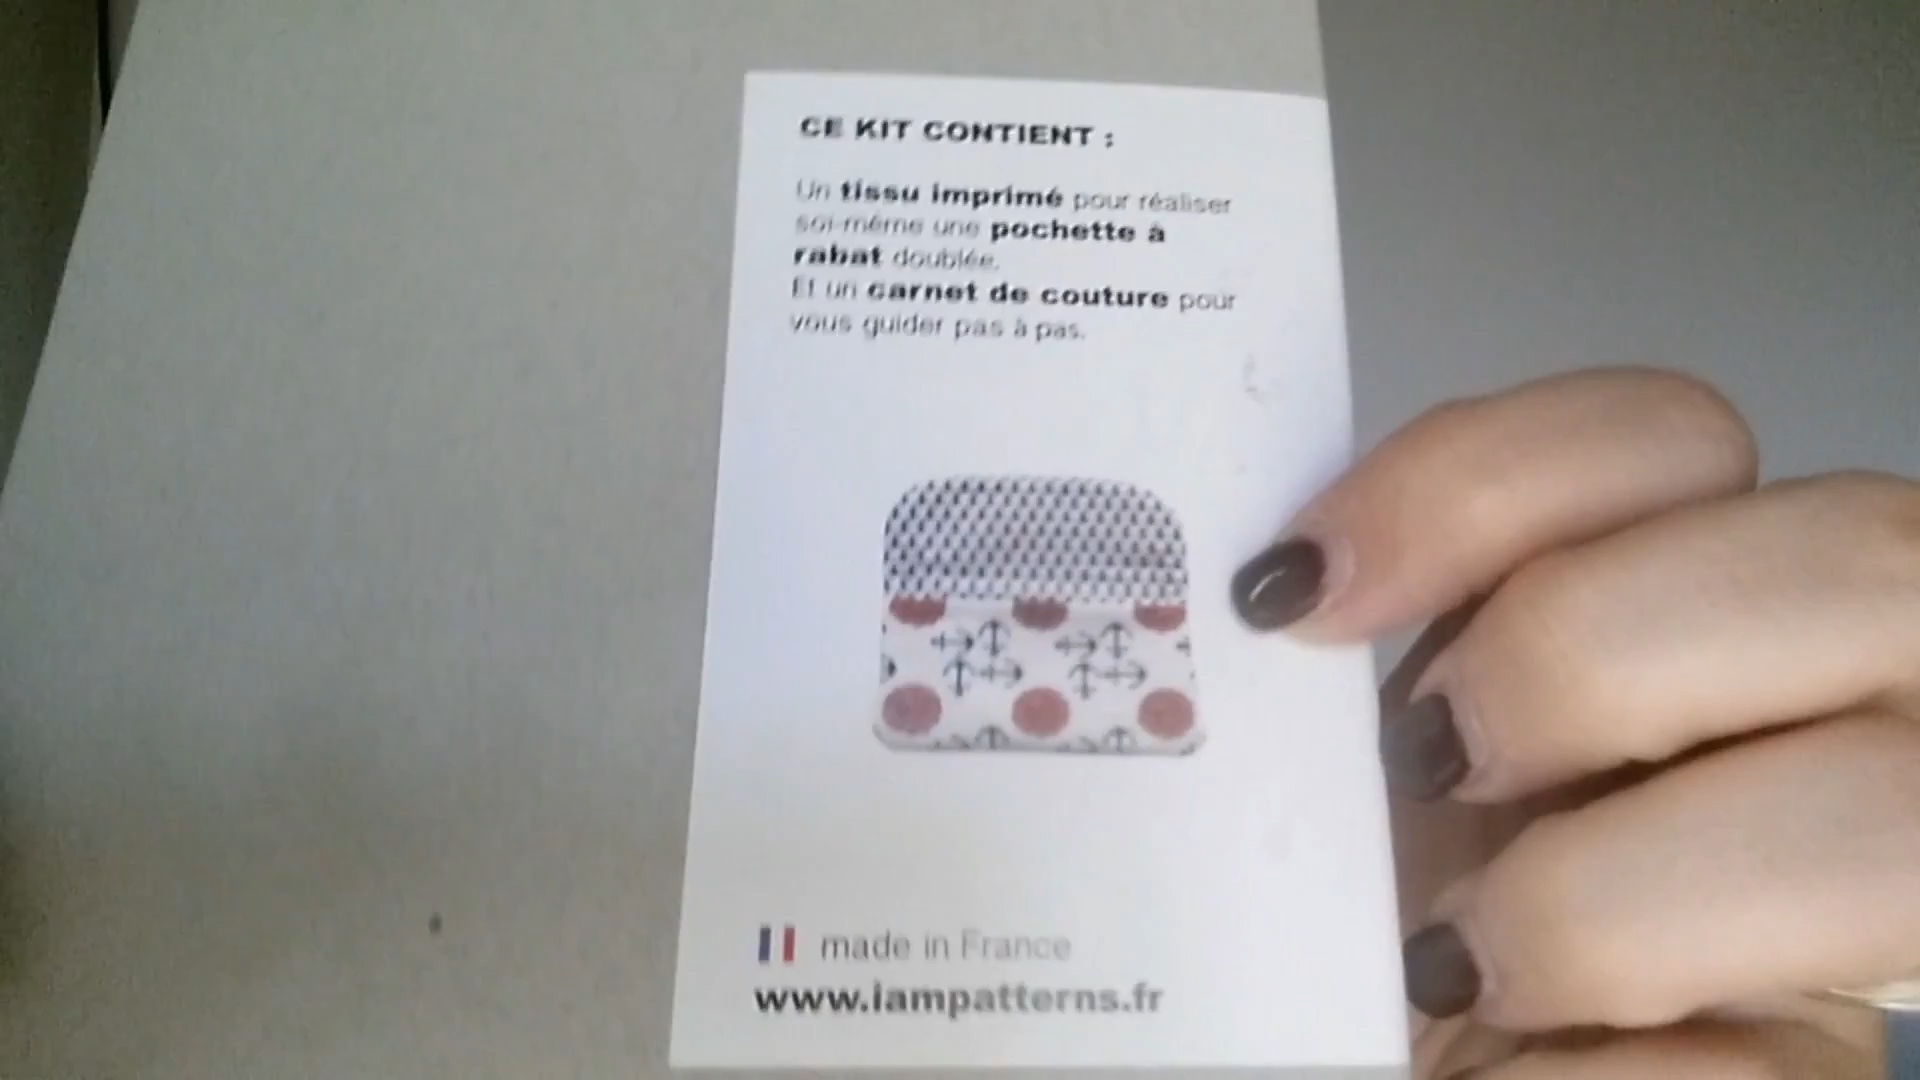 CE KIT CONTIENT :
Un tissu imprimé pour réaliser
soi-même une pochette à
rabat doublée.
Et un carnet de couture pour
vous guider pas à pas.
made in France
www.iampatterns.fr